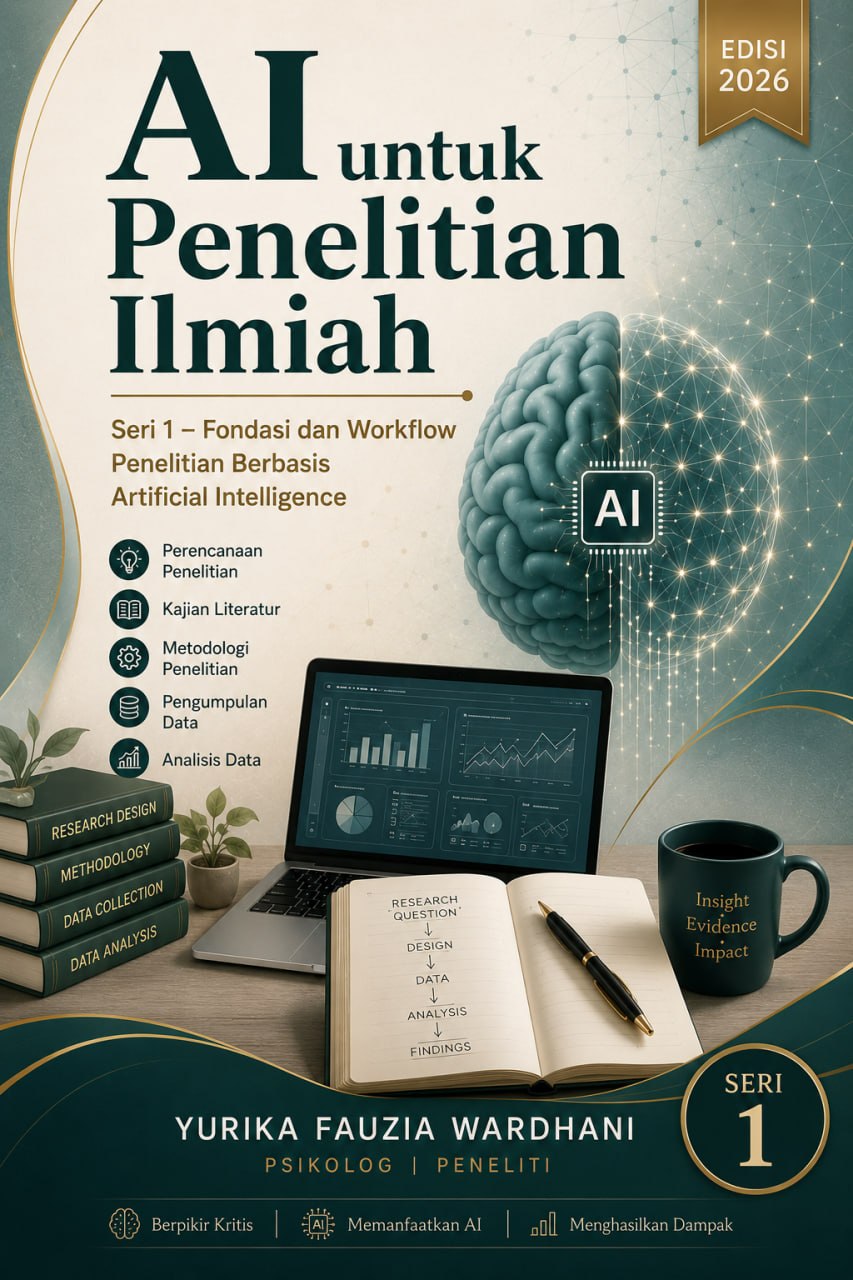 EDISI
2026
AI untuk
Penelitian
Ilmiah
Seri 1 – Fondasi dan Workflow
Penelitian Berbasis
Artificial Intelligence
Perencanaan
Penelitian
Kajian Literatur
Metodologi
Penelitian
Pengumpulan
Data
Analisis Data
AI
RESEARCH DESIGN
METHODOLOGY
DATA COLLECTION
DATA ANALYSIS
RESEARCH
QUESTION
↓
DESIGN
↓
DATA
↓
ANALYSIS
↓
FINDINGS
Insight
•
Evidence
•
Impact
SERI
1
YURIKA FAUZIA WARDHANI
PSIKOLOG | PENELITI
Berpikir Kritis | AI Memanfaatkan AI | Menghasilkan Dampak